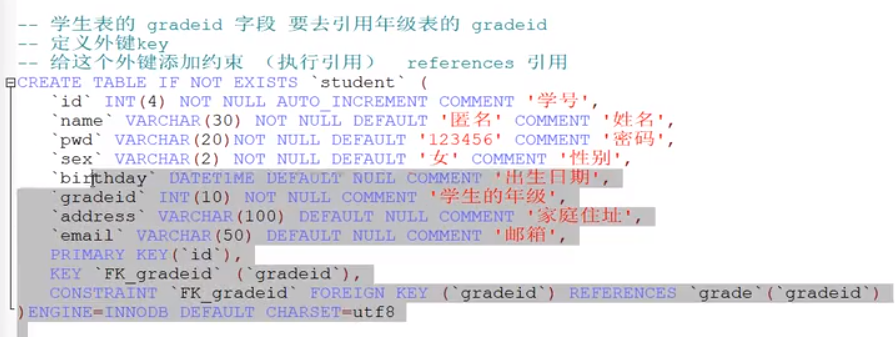 -- 学生表的 gradeid 字段 要去引用年级表的 gradeid
-- 定义外键key
-- 给这个外键添加约束 （执行引用） references 引用
CREATE TABLE IF NOT EXISTS `student` (
`id` INT(4) NOT NULL AUTO_INCREMENT COMMENT '学号',
`name` VARCHAR(30) NOT NULL DEFAULT '匿名' COMMENT '姓名',
`pwd` VARCHAR(20)NOT NULL DEFAULT '123456' COMMENT '密码',
`sex` VARCHAR(2) NOT NULL DEFAULT '女' COMMENT '性别',
`birthday` DATETIME DEFAULT NULL COMMENT '出生日期',
`gradeid` INT(10) NOT NULL COMMENT '学生的年级',
`address` VARCHAR(100) DEFAULT NULL COMMENT '家庭住址',
`email` VARCHAR(50) DEFAULT NULL COMMENT '邮箱',
PRIMARY KEY(`id`),
KEY `FK_gradeid` (`gradeid`),
CONSTRAINT `FK_gradeid` FOREIGN KEY (`gradeid`) REFERENCES `grade`(`gradeid`)
)ENGINE=INNODB DEFAULT CHARSET=utf8